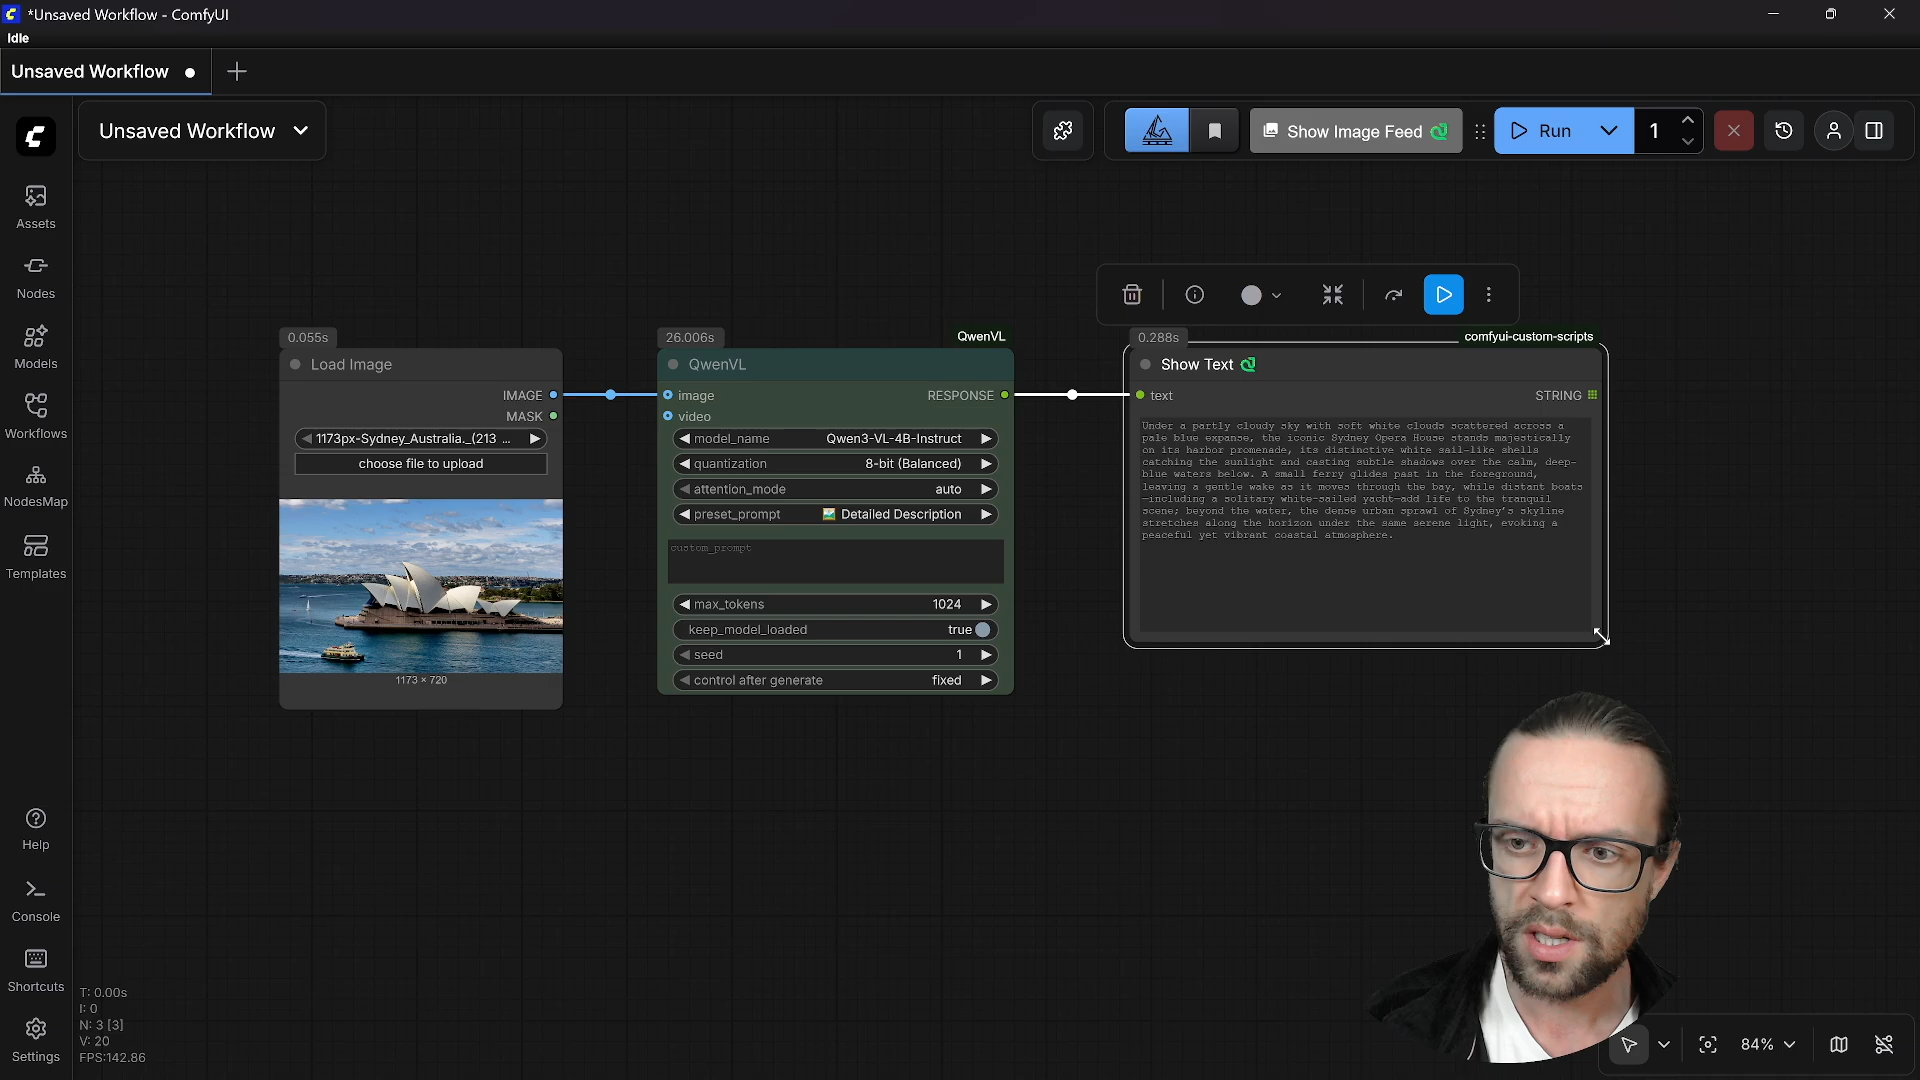 *Unsaved Workflow - ComfyUI
Idle
Unsaved Workflow
Unsaved Workflow
Show Image Feed
Run
1
Assets
Nodes
Models
Workflows
NodesMap
Templates
Help
Console
Shortcuts
Settings
0.055s
Load Image
IMAGE
MASK
1173px-Sydney_Australia._(213 ...
choose file to upload
1173 × 720
26.006s
QwenVL
QwenVL
image
RESPONSE
video
model_name Qwen3-VL-4B-Instruct
quantization 8-bit (Balanced)
attention_mode auto
preset_prompt Detailed Description
custom_prompt
max_tokens 1024
keep_model_loaded true
seed 1
control after generate fixed
0.288s
comfyui-custom-scripts
Show Text
text
STRING
Under a partly cloudy sky with soft white clouds scattered across a
pale blue expanse, the iconic Sydney Opera House stands majestically
on its harbor promenade, its distinctive white sail-like shells
catching the sunlight and casting subtle shadows over the calm, deep-
blue waters below. A small ferry glides past in the foreground,
leaving a gentle wake as it moves through the bay, while distant boats
—including a solitary white-sailed yacht—add life to the tranquil
scene; beyond the water, the dense urban sprawl of Sydney’s skyline
stretches along the horizon under the same serene light, evoking a
peaceful yet vibrant coastal atmosphere.
T: 0.00s
I: 0
N: 3 [3]
V: 20
FPS:142.86
84%